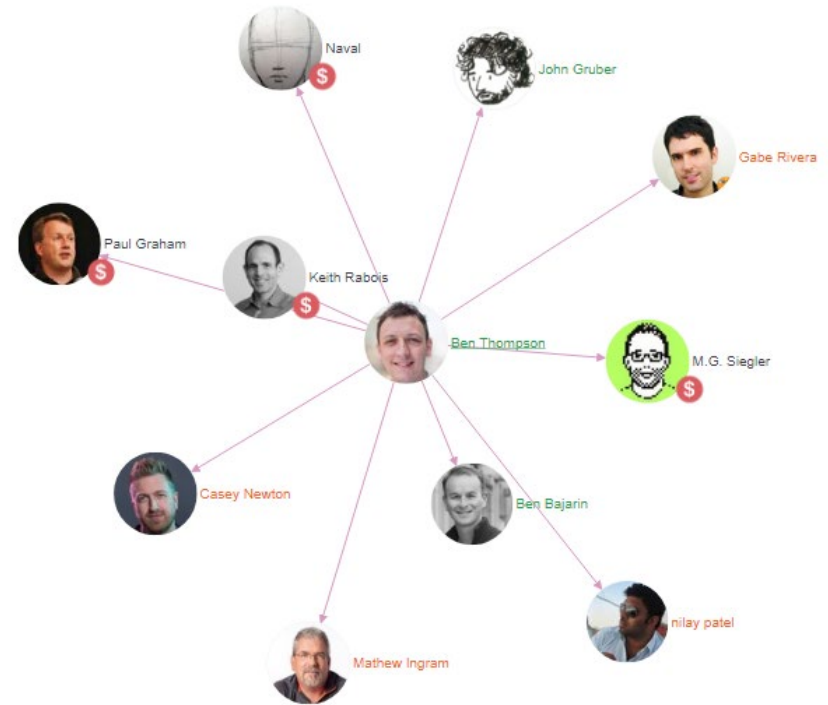 Naval
$
John Gruber
Gabe Rivera
Paul Graham
$
Keith Rabois
$
Ben Thompson
M.G. Siegler
$
Casey Newton
Ben Bajarin
nilay patel
Mathew Ingram